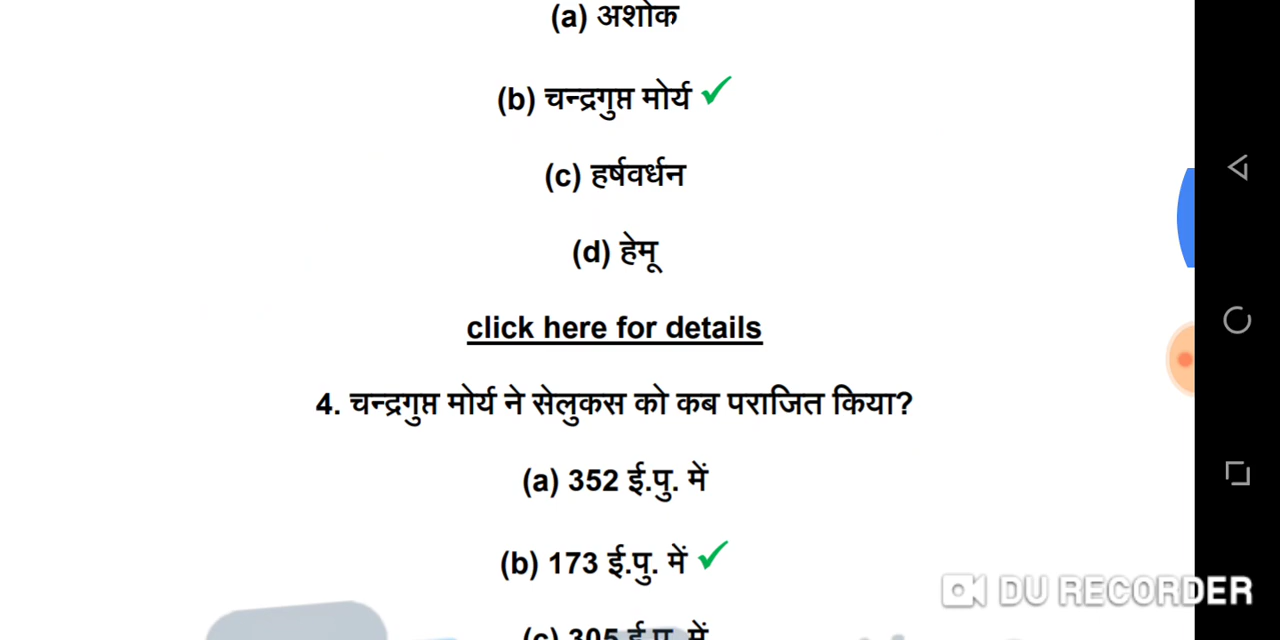 (a) अशोक
(b) चन्द्रगुप्त मोर्य ✓
(c) हर्षवर्धन
(d) हेमू
click here for details
4. चन्द्रगुप्त मोर्य ने सेलुकस को कब पराजित किया?
(a) 352 ई.पु. में
(b) 173 ई.पु. में ✓
(c) 305 ई.पु. में
DU RECORDER